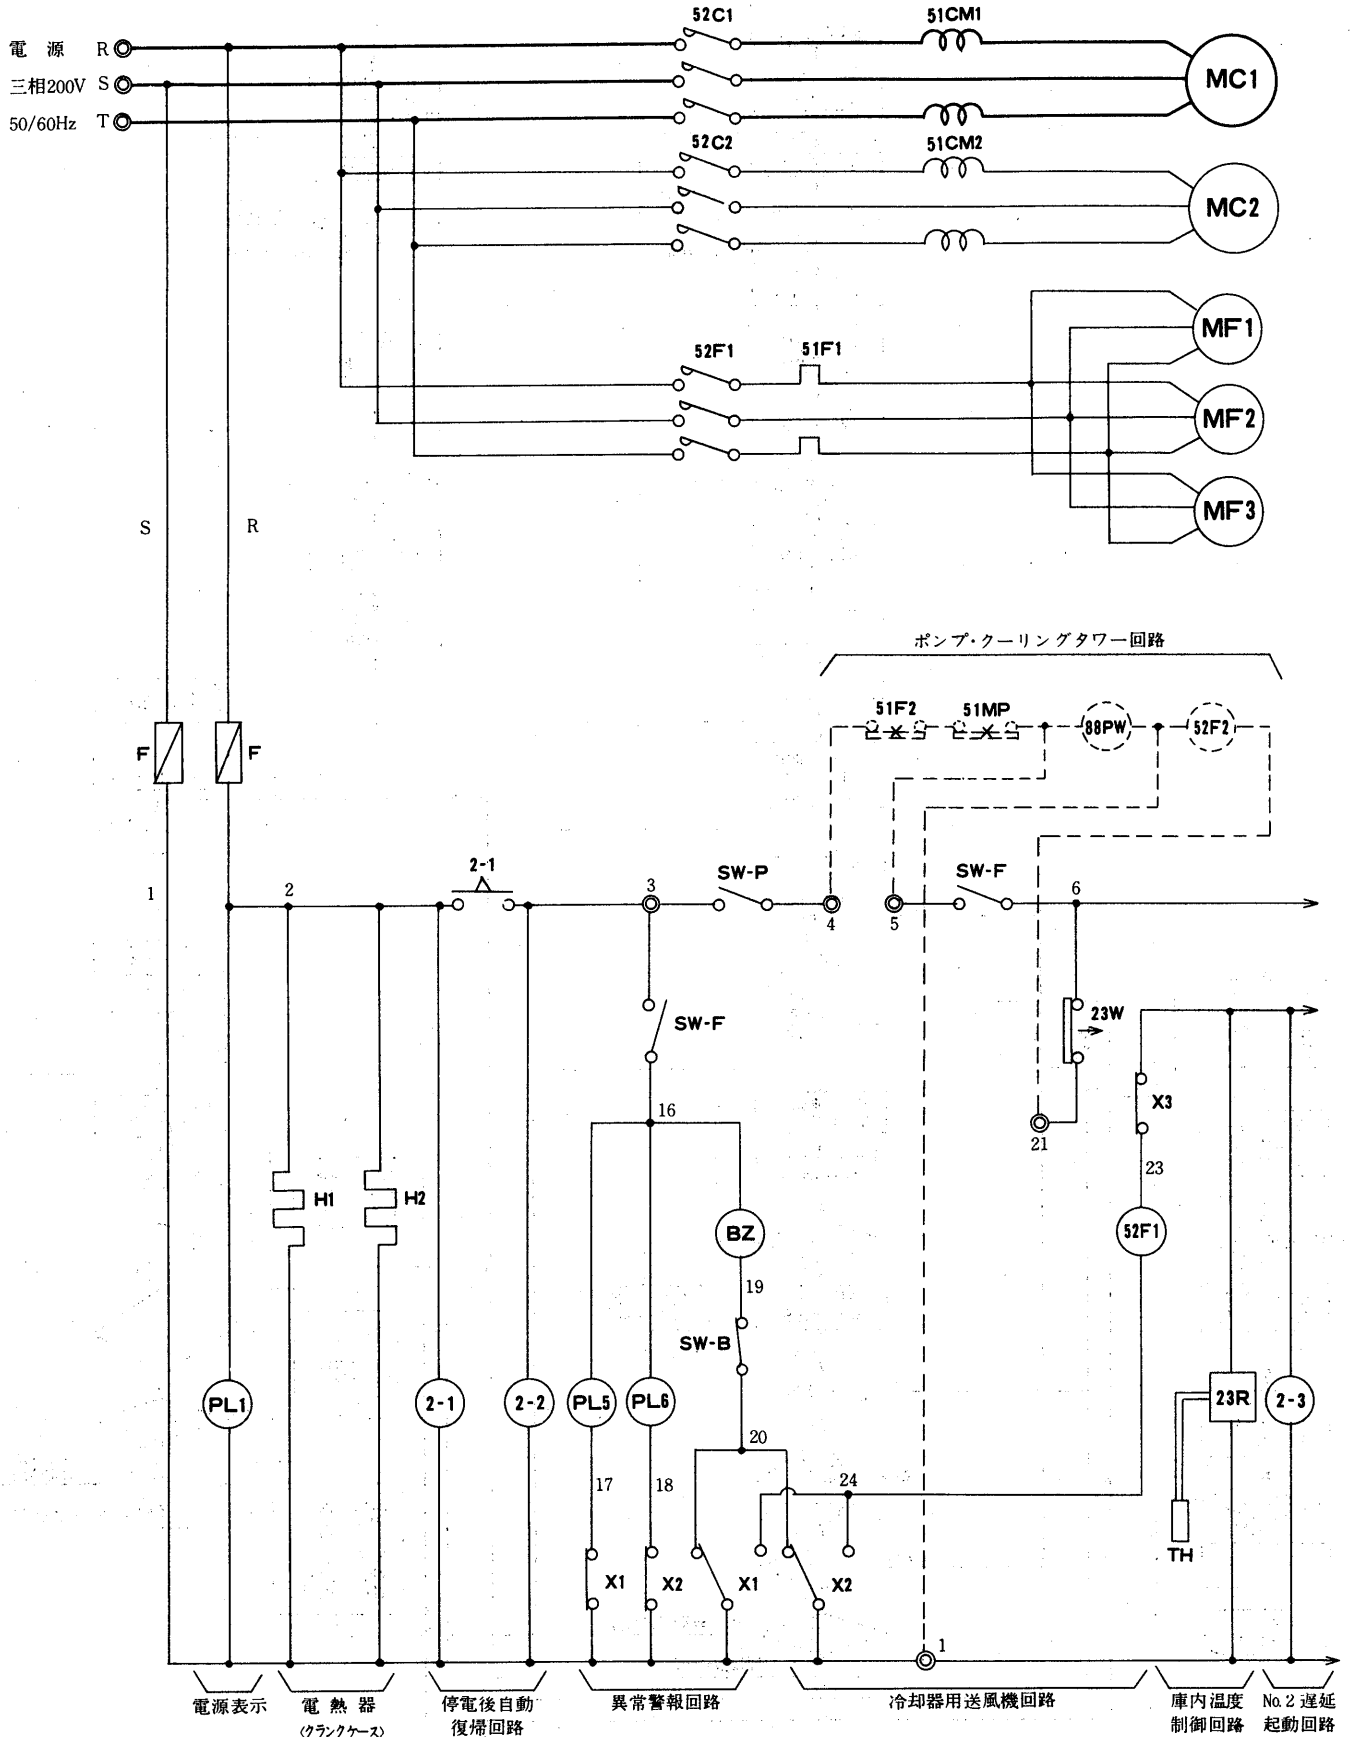 52C1
51CM1
電源 R
三相200V S
50/60Hz T
MC1
52C2
51CM2
MC2
MF1
52F1
51F1
MF2
MF3
S
R
ポンプ・クーリングタワー回路
51F2
51MP
88PW
52F2
F
F
2-1
SW-P
SW-F
1
2
3
4
5
6
SW-F
23W
X3
16
21
23
H1
H2
BZ
52F1
19
SW-B
PL1
2-1
2-2
PL5
PL6
23R
2-3
20
17
18
24
TH
X1
X2
X1
X2
1
電源表示
電熱器
(クランクケース)
停電後自動
復帰回路
異常警報回路
冷却器用送風機回路
庫内温度
制御回路
No.2遅延
起動回路